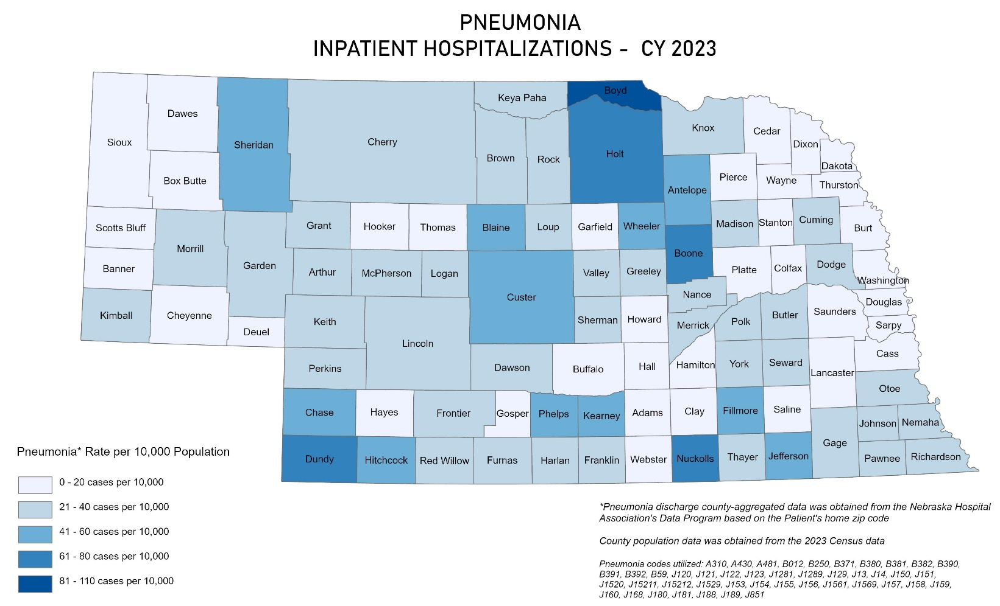 PNEUMONIA
INPATIENT HOSPITALIZATIONS - CY 2023
Boyd
Keya Paha
Dawes
Knox
Cedar
Sioux
Sheridan
Cherry
Dixon
Holt
Brown
Rock
Dakota
Box Butte
Pierce
Wayne
Thurston
Antelope
Scotts Bluff
Grant
Hooker
Thomas
Blaine
Loup
Garfield
Wheeler
Madison
Stanton
Cuming
Burt
Morrill
Boone
Banner
Garden
Arthur
McPherson
Logan
Valley
Greeley
Platte
Colfax
Dodge
Washington
Custer
Nance
Douglas
Kimball
Cheyenne
Keith
Sherman
Howard
Merrick
Polk
Butler
Saunders
Sarpy
Deuel
Lincoln
Cass
Perkins
Dawson
Buffalo
Hall
Hamilton
York
Seward
Lancaster
Otoe
Chase
Hayes
Frontier
Gosper
Phelps
Kearney
Adams
Clay
Fillmore
Saline
Johnson
Nemaha
Gage
Dundy
Hitchcock
Red Willow
Furnas
Harlan
Franklin
Webster
Nuckolls
Thayer
Jefferson
Pawnee
Richardson
Pneumonia* Rate per 10,000 Population
0 - 20 cases per 10,000
21 - 40 cases per 10,000
41 - 60 cases per 10,000
61 - 80 cases per 10,000
81 - 110 cases per 10,000
*Pneumonia discharge county-aggregated data was obtained from the Nebraska Hospital
Association's Data Program based on the Patient's home zip code
County population data was obtained from the 2023 Census data
Pneumonia codes utilized: A310, A430, A481, B012, B250, B371, B380, B381, B382, B390,
B391, B392, B59, J120, J121, J122, J123, J1281, J1289, J129, J13, J14, J150, J151,
J1520, J15211, J15212, J1529, J153, J154, J155, J156, J1561, J1569, J157, J158, J159,
J160, J168, J180, J181, J188, J189, J851